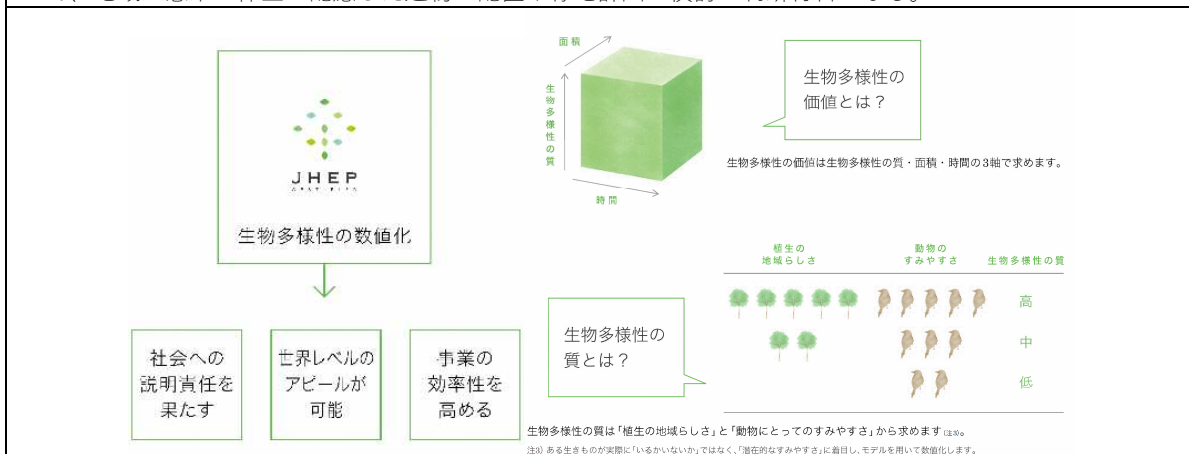 JHEP
生物多様性の数値化
社会への
説明責任を
果たす
世界レベルの
アピールが
可能
事業の
効率性を
高める
面積
生物多様性の質
時間
生物多様性の
価値とは？
生物多様性の価値は生物多様性の質・面積・時間の3軸で求めます。
植生の
地域らしさ
動物の
すみやすさ
生物多様性の質
高
中
低
生物多様性の
質とは？
生物多様性の質は「植生の地域らしさ」と「動物にとってのすみやすさ」から求めます(注3)。
注3) ある生きものが実際に「いるかいないか」ではなく、「潜在的なすみやすさ」に着目し、モデルを用いて数値化します。